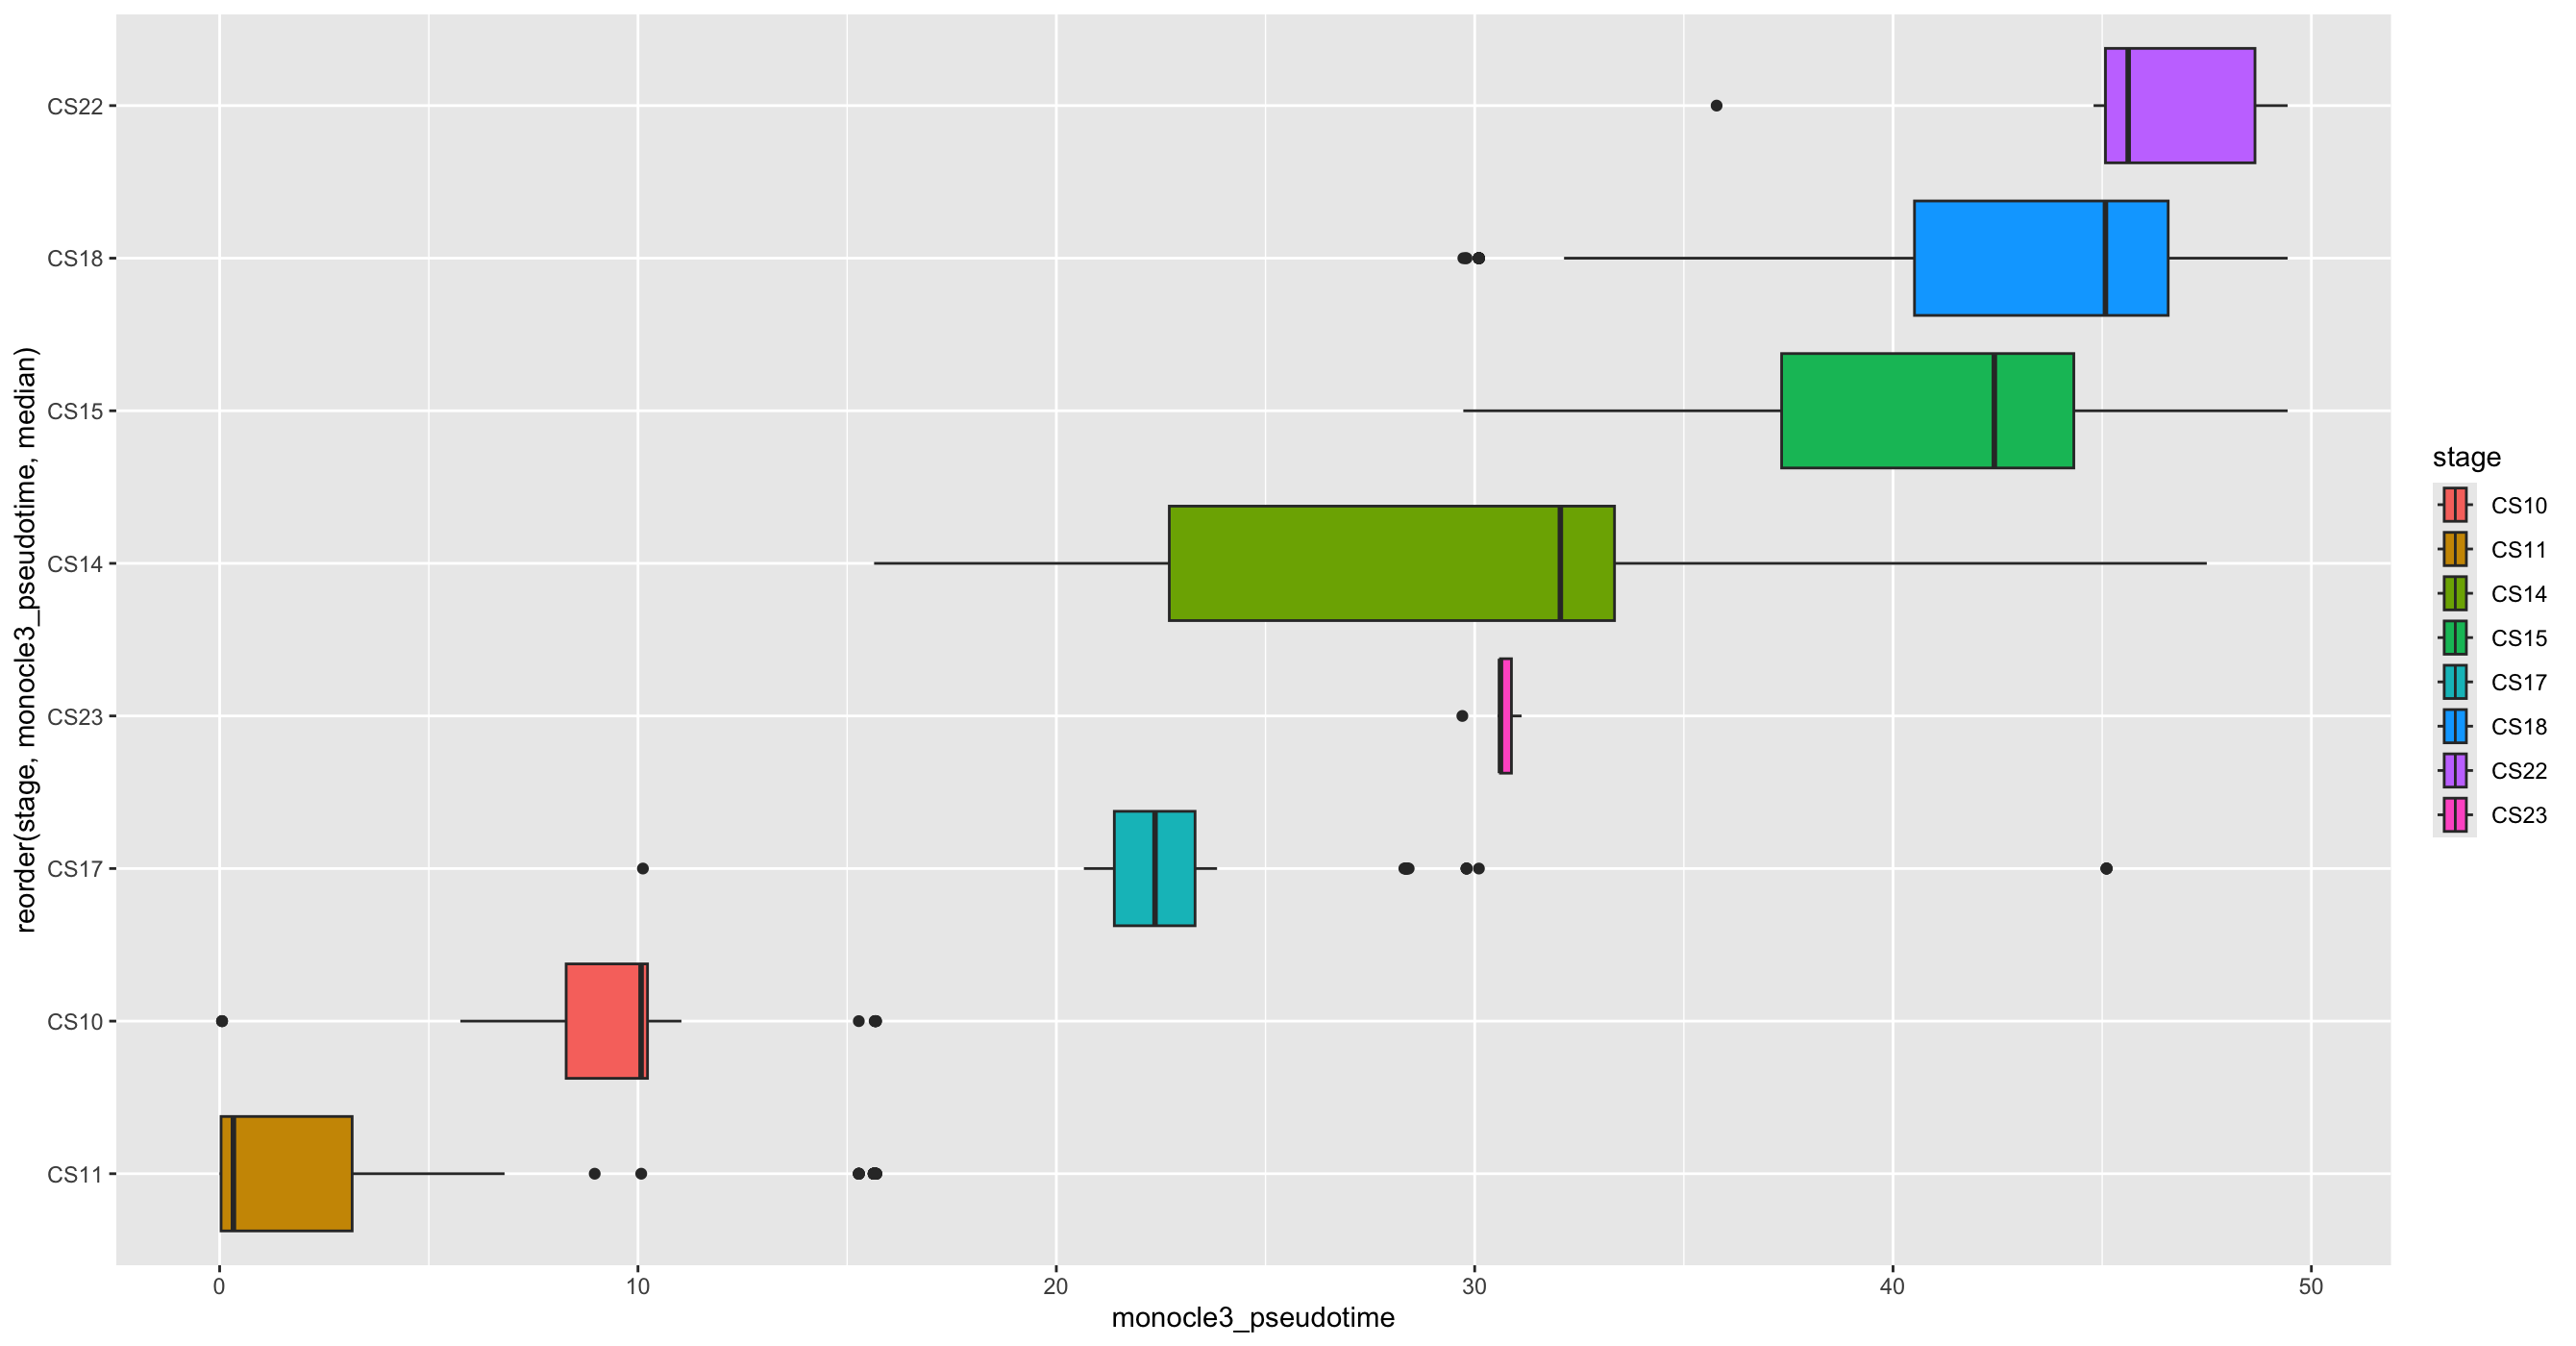 reorder(stage, monocle3_pseudotime, median)
CS22
CS18
CS15
CS14
CS23
CS17
CS10
CS11
0 10 20 30 40 50
monocle3_pseudotime
stage
CS10
CS11
CS14
CS15
CS17
CS18
CS22
CS23